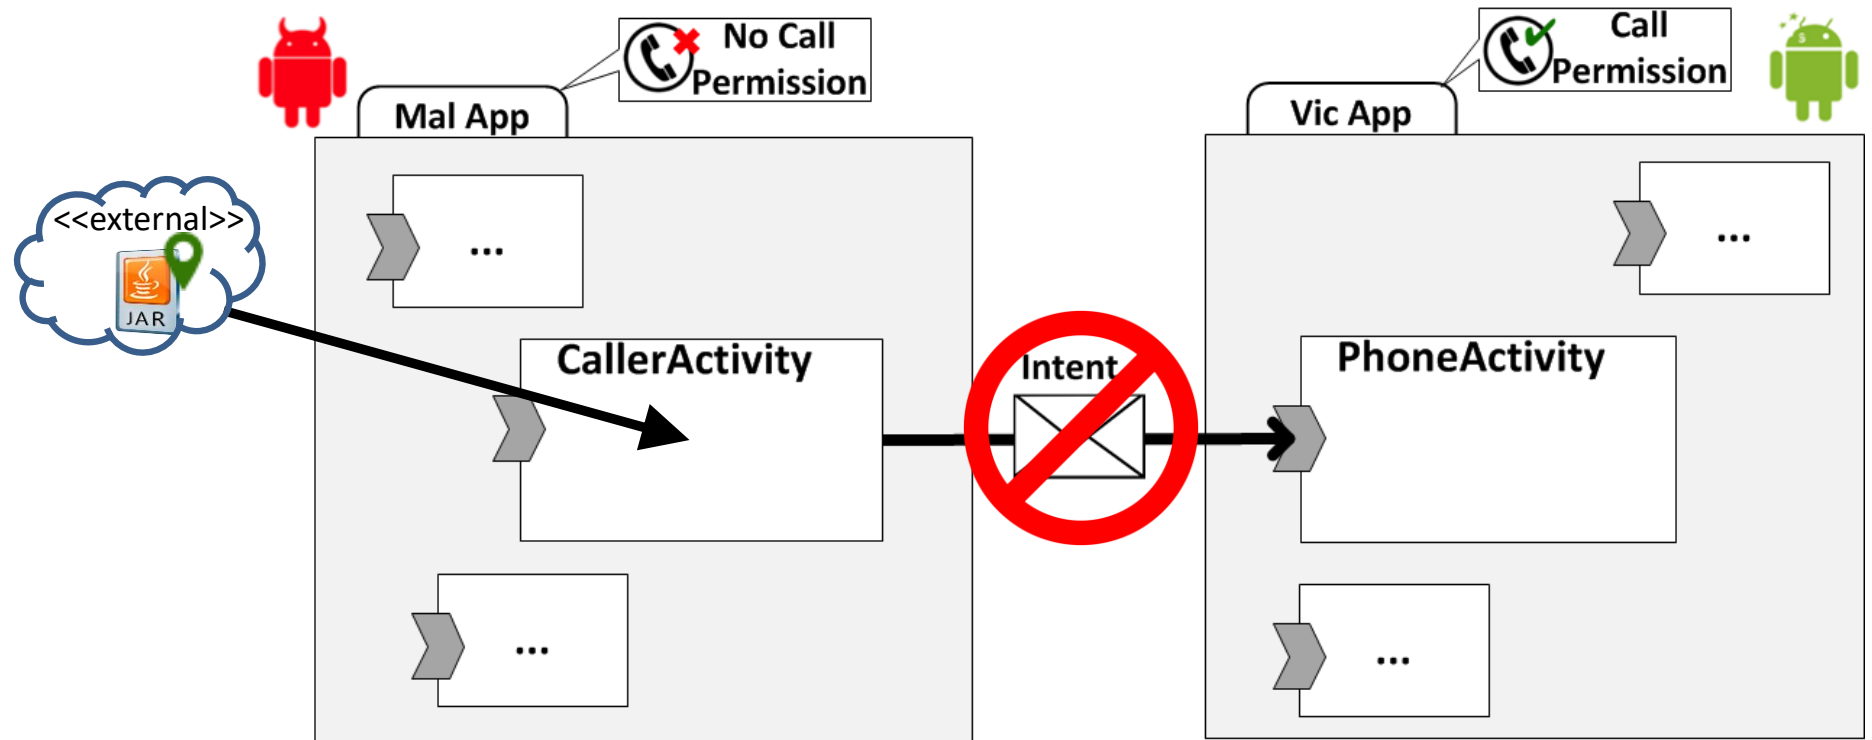 No Call
Permission
Mal App
Call
Permission
Vic App
<<external>>
JAR
...
...
CallerActivity
Intent
PhoneActivity
...
...